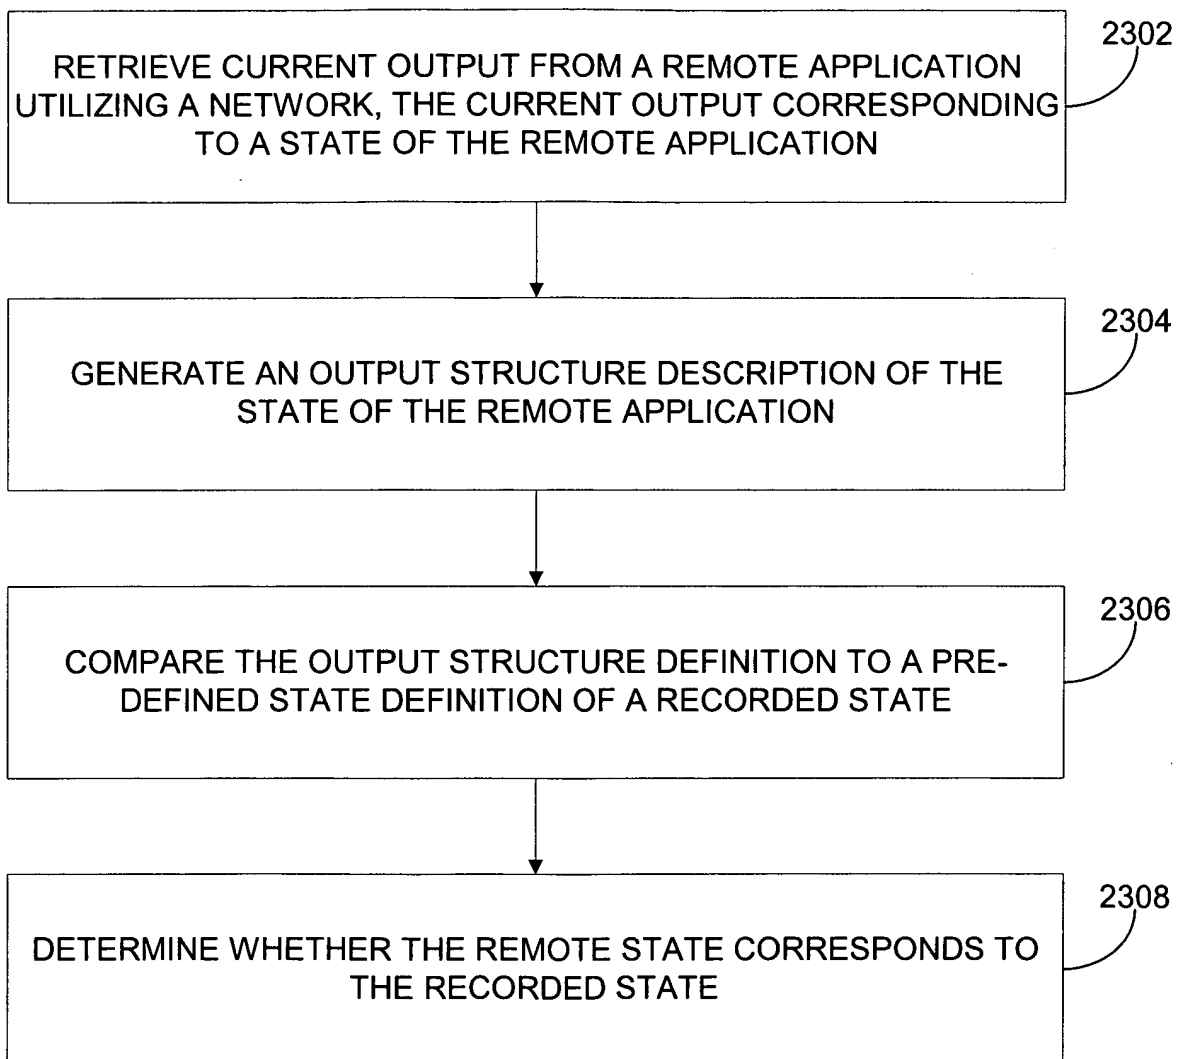 2302
RETRIEVE CURRENT OUTPUT FROM A REMOTE APPLICATION
UTILIZING A NETWORK, THE CURRENT OUTPUT CORRESPONDING
TO A STATE OF THE REMOTE APPLICATION
2304
GENERATE AN OUTPUT STRUCTURE DESCRIPTION OF THE
STATE OF THE REMOTE APPLICATION
2306
COMPARE THE OUTPUT STRUCTURE DEFINITION TO A PRE-
DEFINED STATE DEFINITION OF A RECORDED STATE
2308
DETERMINE WHETHER THE REMOTE STATE CORRESPONDS TO
THE RECORDED STATE